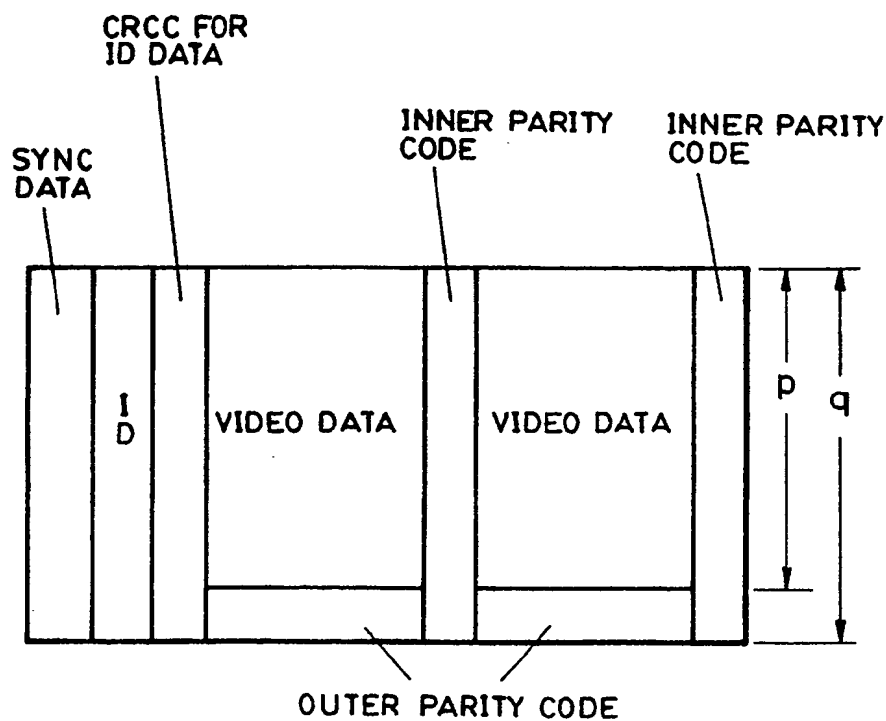 CRCC FOR
ID DATA
INNER PARITY
CODE
INNER PARITY
CODE
SYNC
DATA
I
D
VIDEO DATA
VIDEO DATA
p
q
OUTER PARITY CODE